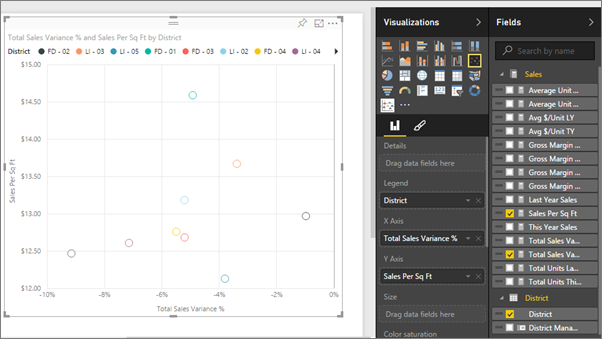 Total Sales Variance % and Sales Per Sq Ft by District
District FD - 02 LI - 03 LI - 05 FD - 01 FD - 03 LI - 02 FD - 04 LI - 04
$15.00
$14.50
$14.00
$13.50
$13.00
$12.50
$12.00
Sales Per Sq Ft
-10% -8% -6% -4% -2% 0%
Total Sales Variance %
Visualizations
Details
Drag data fields here
Legend
District
X Axis
Total Sales Variance %
Y Axis
Sales Per Sq Ft
Size
Drag data fields here
Color saturation
Fields
Search by name
Sales
Average Unit ...
Average Unit ...
Avg $/Unit LY
Avg $/Unit TY
Gross Margin ...
Gross Margin ...
Gross Margin ...
Gross Margin ...
Last Year Sales
Sales Per Sq Ft
This Year Sales
Total Sales Va...
Total Sales Va...
Total Units La...
Total Units Thi...
District
District
District Mana...